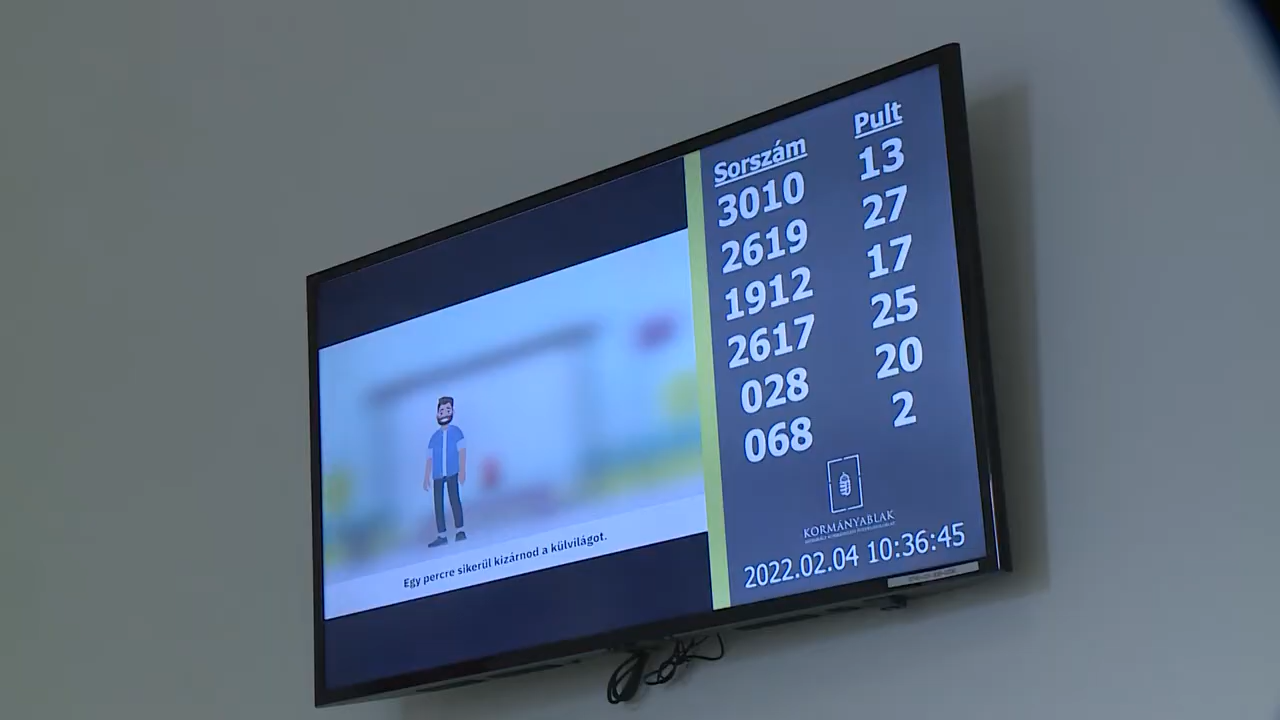 Sorszám Pult
3010 13
2619 27
1912 17
2617 25
028 20
068 2
KORMÁNYABLAK
2022.02.04 10:36:45
Egy percre sikerül kizárnod a külvilágot.